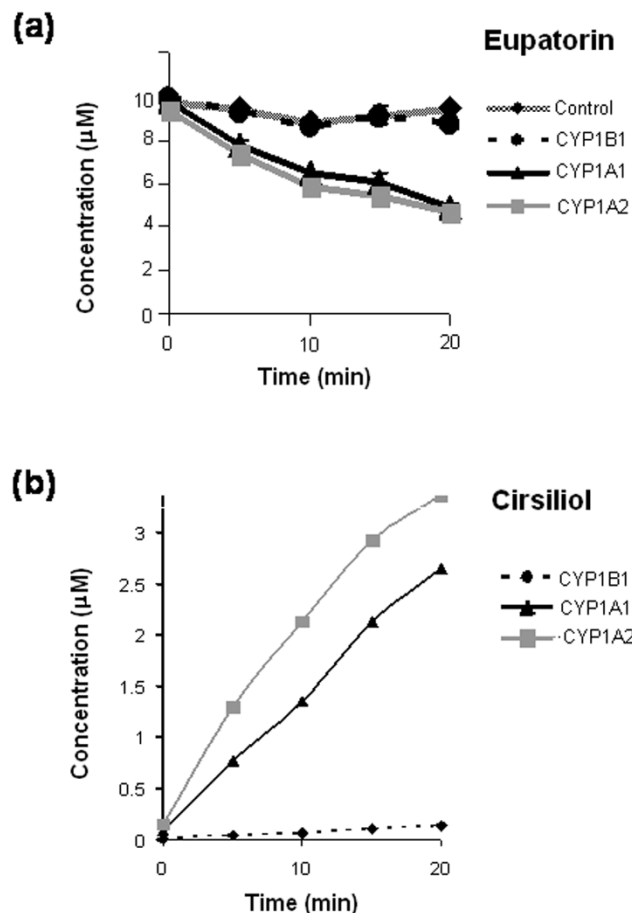 (a)
Eupatorin
Concentration (µM)
10
8
6
4
2
0
0
10
20
Time (min)
Control
CYP1B1
CYP1A1
CYP1A2
(b)
Cirsiliol
Concentration (µM)
3
2.5
2
1.5
1
0.5
0
0
10
20
Time (min)
CYP1B1
CYP1A1
CYP1A2